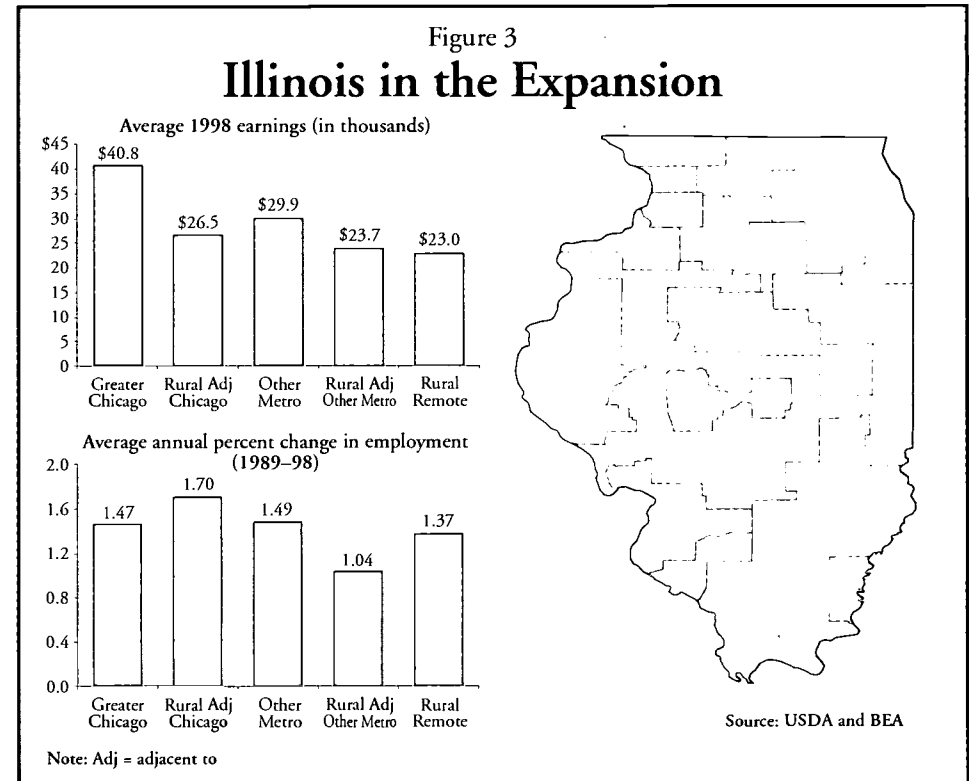 Figure 3
Illinois in the Expansion
Average 1998 earnings (in thousands)
$45
40
35
30
25
20
15
10
5
0
$40.8
$26.5
$29.9
$23.7
$23.0
Greater Chicago
Rural Adj Chicago
Other Metro
Rural Adj Other Metro
Rural Remote
Average annual percent change in employment
(1989–98)
2.0
1.6
1.2
0.8
0.4
0.0
1.47
1.70
1.49
1.04
1.37
Greater Chicago
Rural Adj Chicago
Other Metro
Rural Adj Other Metro
Rural Remote
Source: USDA and BEA
Note: Adj = adjacent to